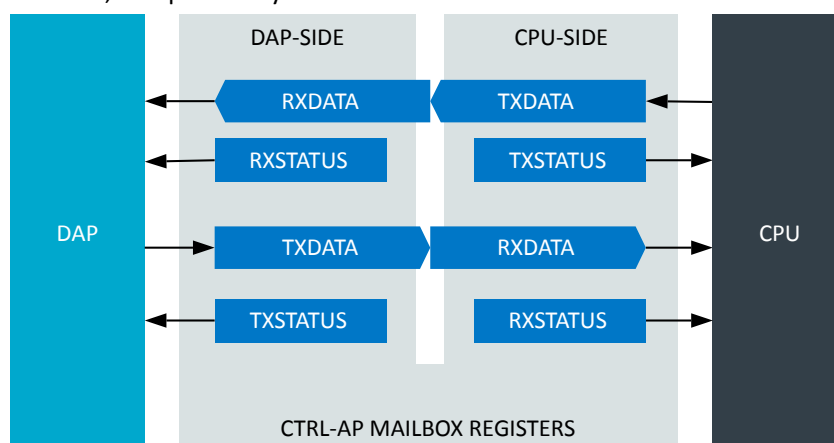 DAP-SIDE CPU-SIDE
RXDATA TXDATA
RXSTATUS TXSTATUS
DAP TXDATA RXDATA CPU
TXSTATUS RXSTATUS
CTRL-AP MAILBOX REGISTERS